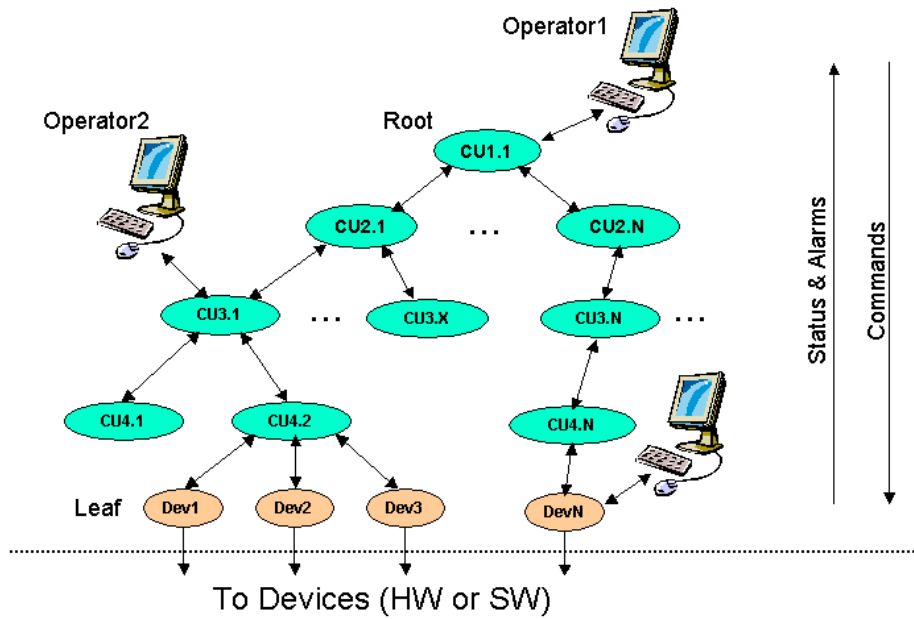 Operator1
Operator2
Root
CU1.1
CU2.1
...
CU2.N
CU3.1
...
CU3.X
CU3.N
...
CU4.1
CU4.2
CU4.N
Leaf
Dev1
Dev2
Dev3
DevN
To Devices (HW or SW)
Status & Alarms
Commands